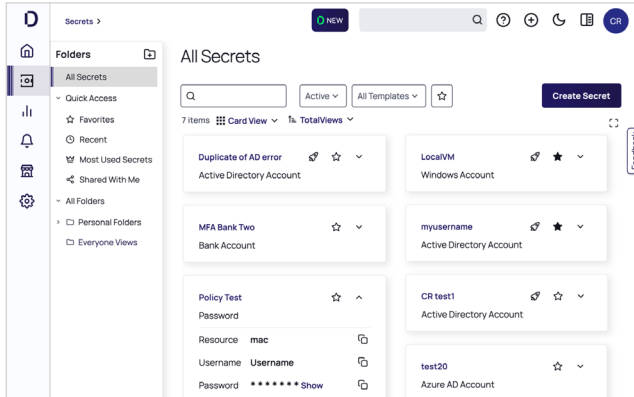 Secrets >
NEW
CR
Folders
All Secrets
Quick Access
Favorites
Recent
Most Used Secrets
Shared With Me
All Folders
Personal Folders
Everyone Views
All Secrets
Active
All Templates
Create Secret
7 items
Card View
TotalViews
Duplicate of AD error
Active Directory Account
LocalVM
Windows Account
MFA Bank Two
Bank Account
myusername
Active Directory Account
Policy Test
Password
Resource mac
Username Username
Password ******* Show
CR test1
Active Directory Account
test20
Azure AD Account